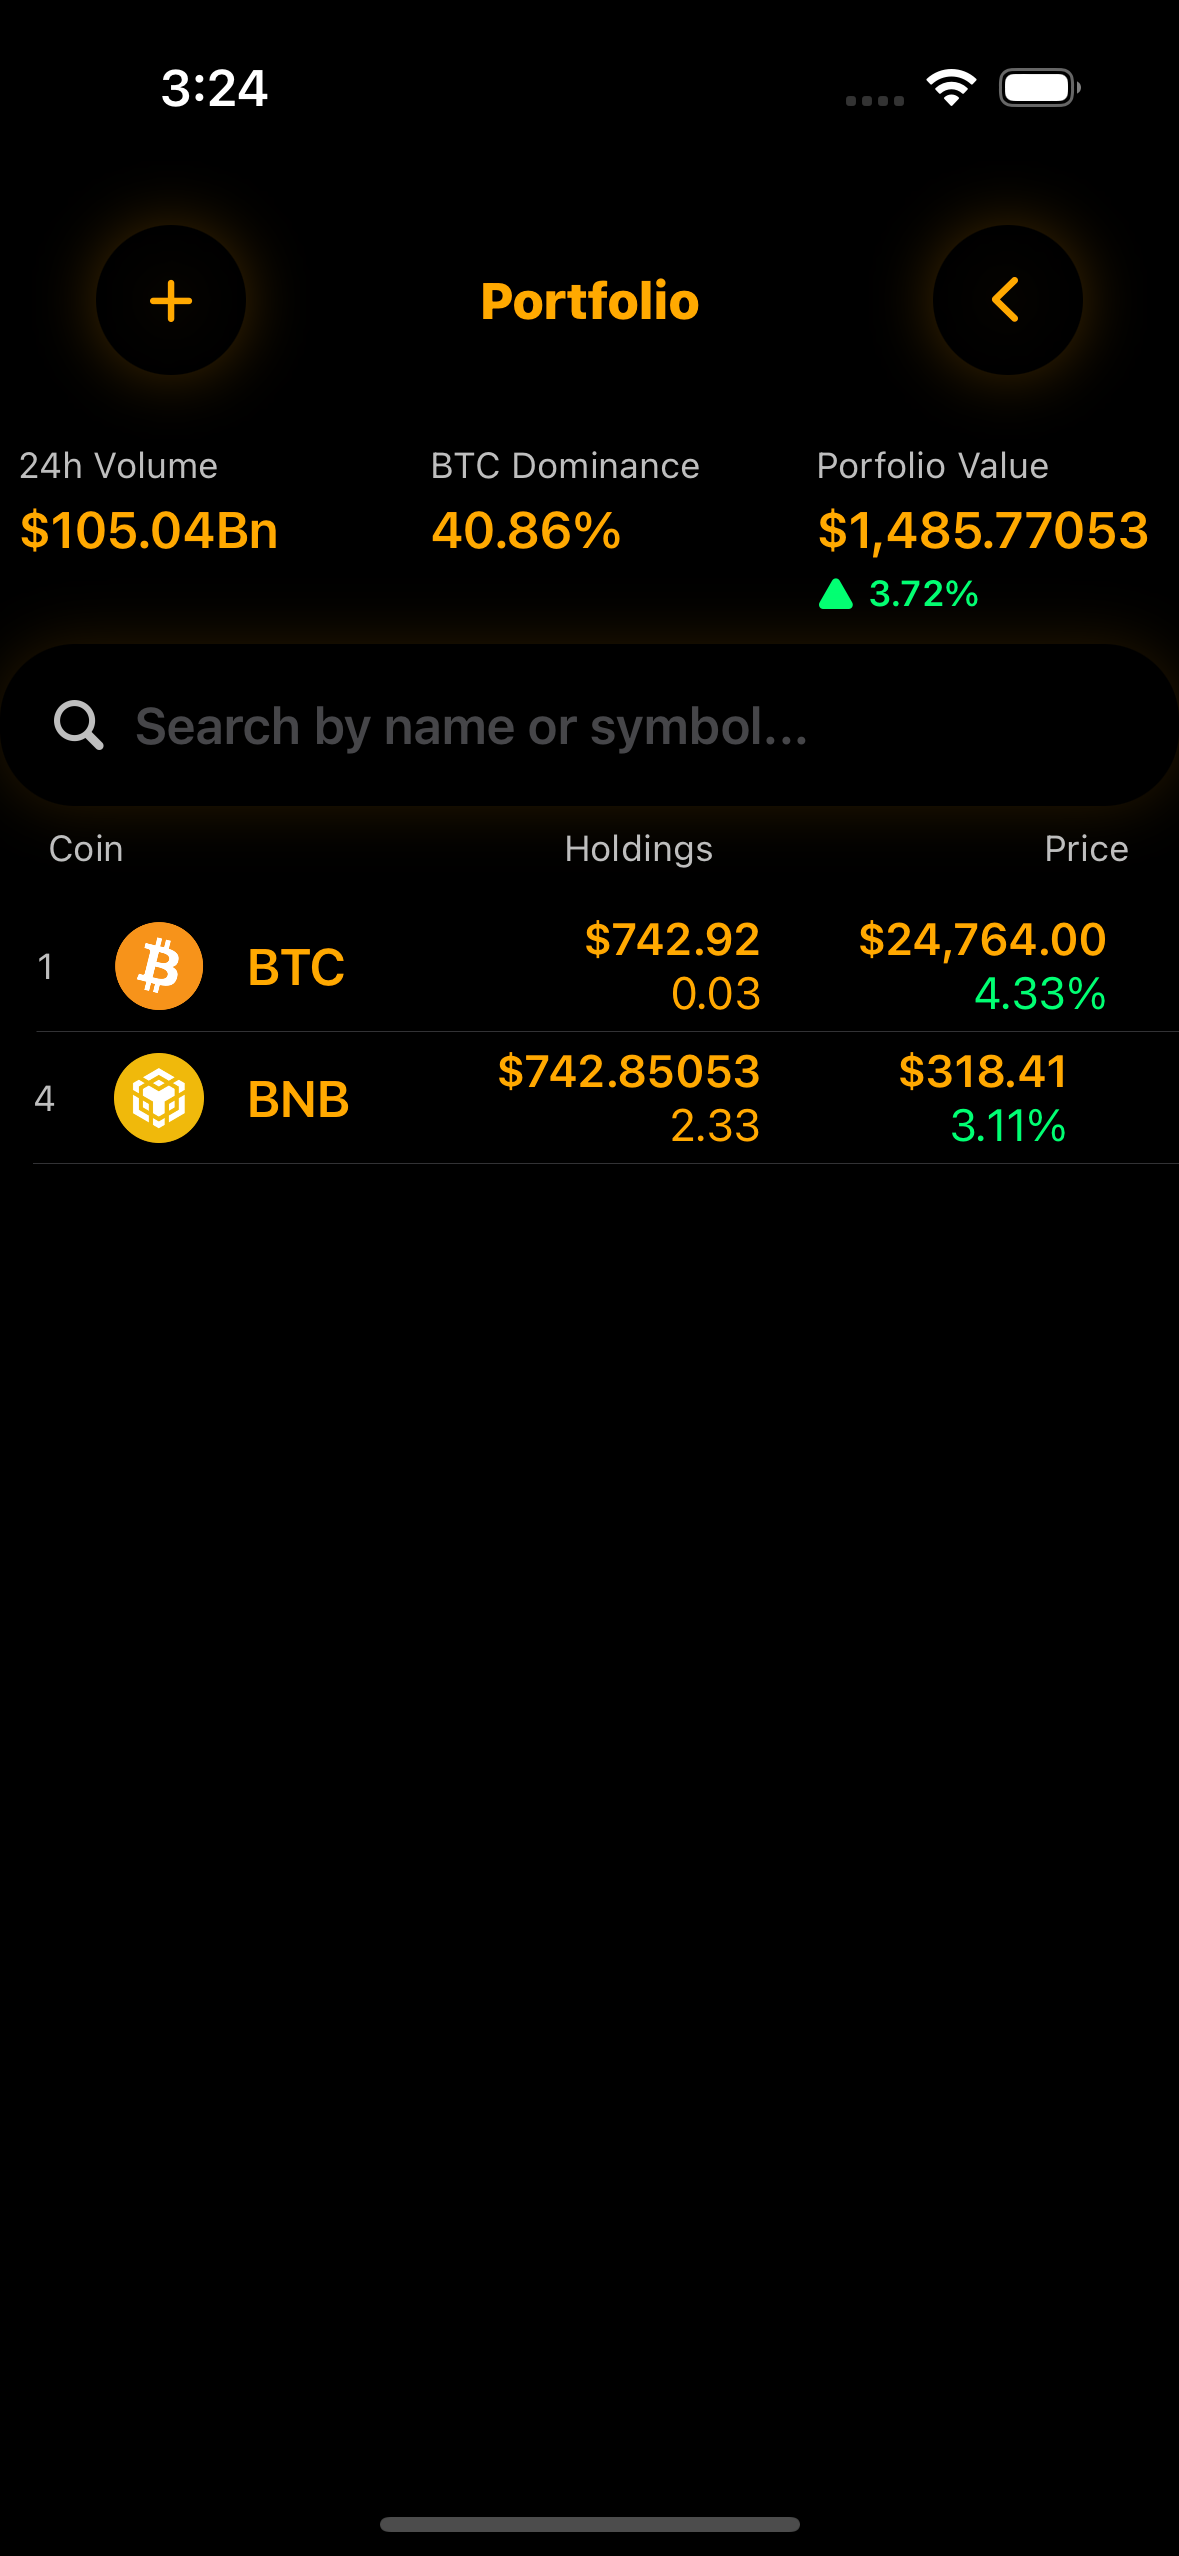 3:24
Portfolio
24h Volume
BTC Dominance
Porfolio Value
$105.04Bn
40.86%
$1,485.77053
3.72%
Search by name or symbol...
Coin
Holdings
Price
1
BTC
$742.92
$24,764.00
0.03
4.33%
4
BNB
$742.85053
$318.41
2.33
3.11%